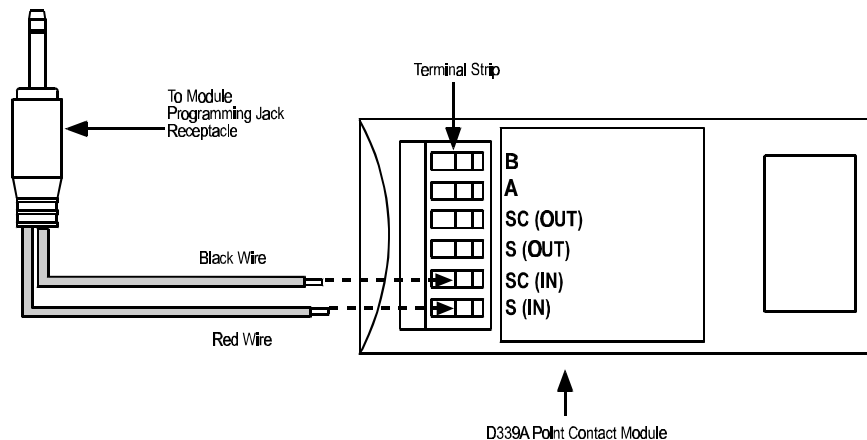 Terminal Strip
To Module
Programming Jack
Receptacle
B
A
SC (OUT)
S (OUT)
Black Wire
SC (IN)
S (IN)
Red Wire
D339A Point Contact Module